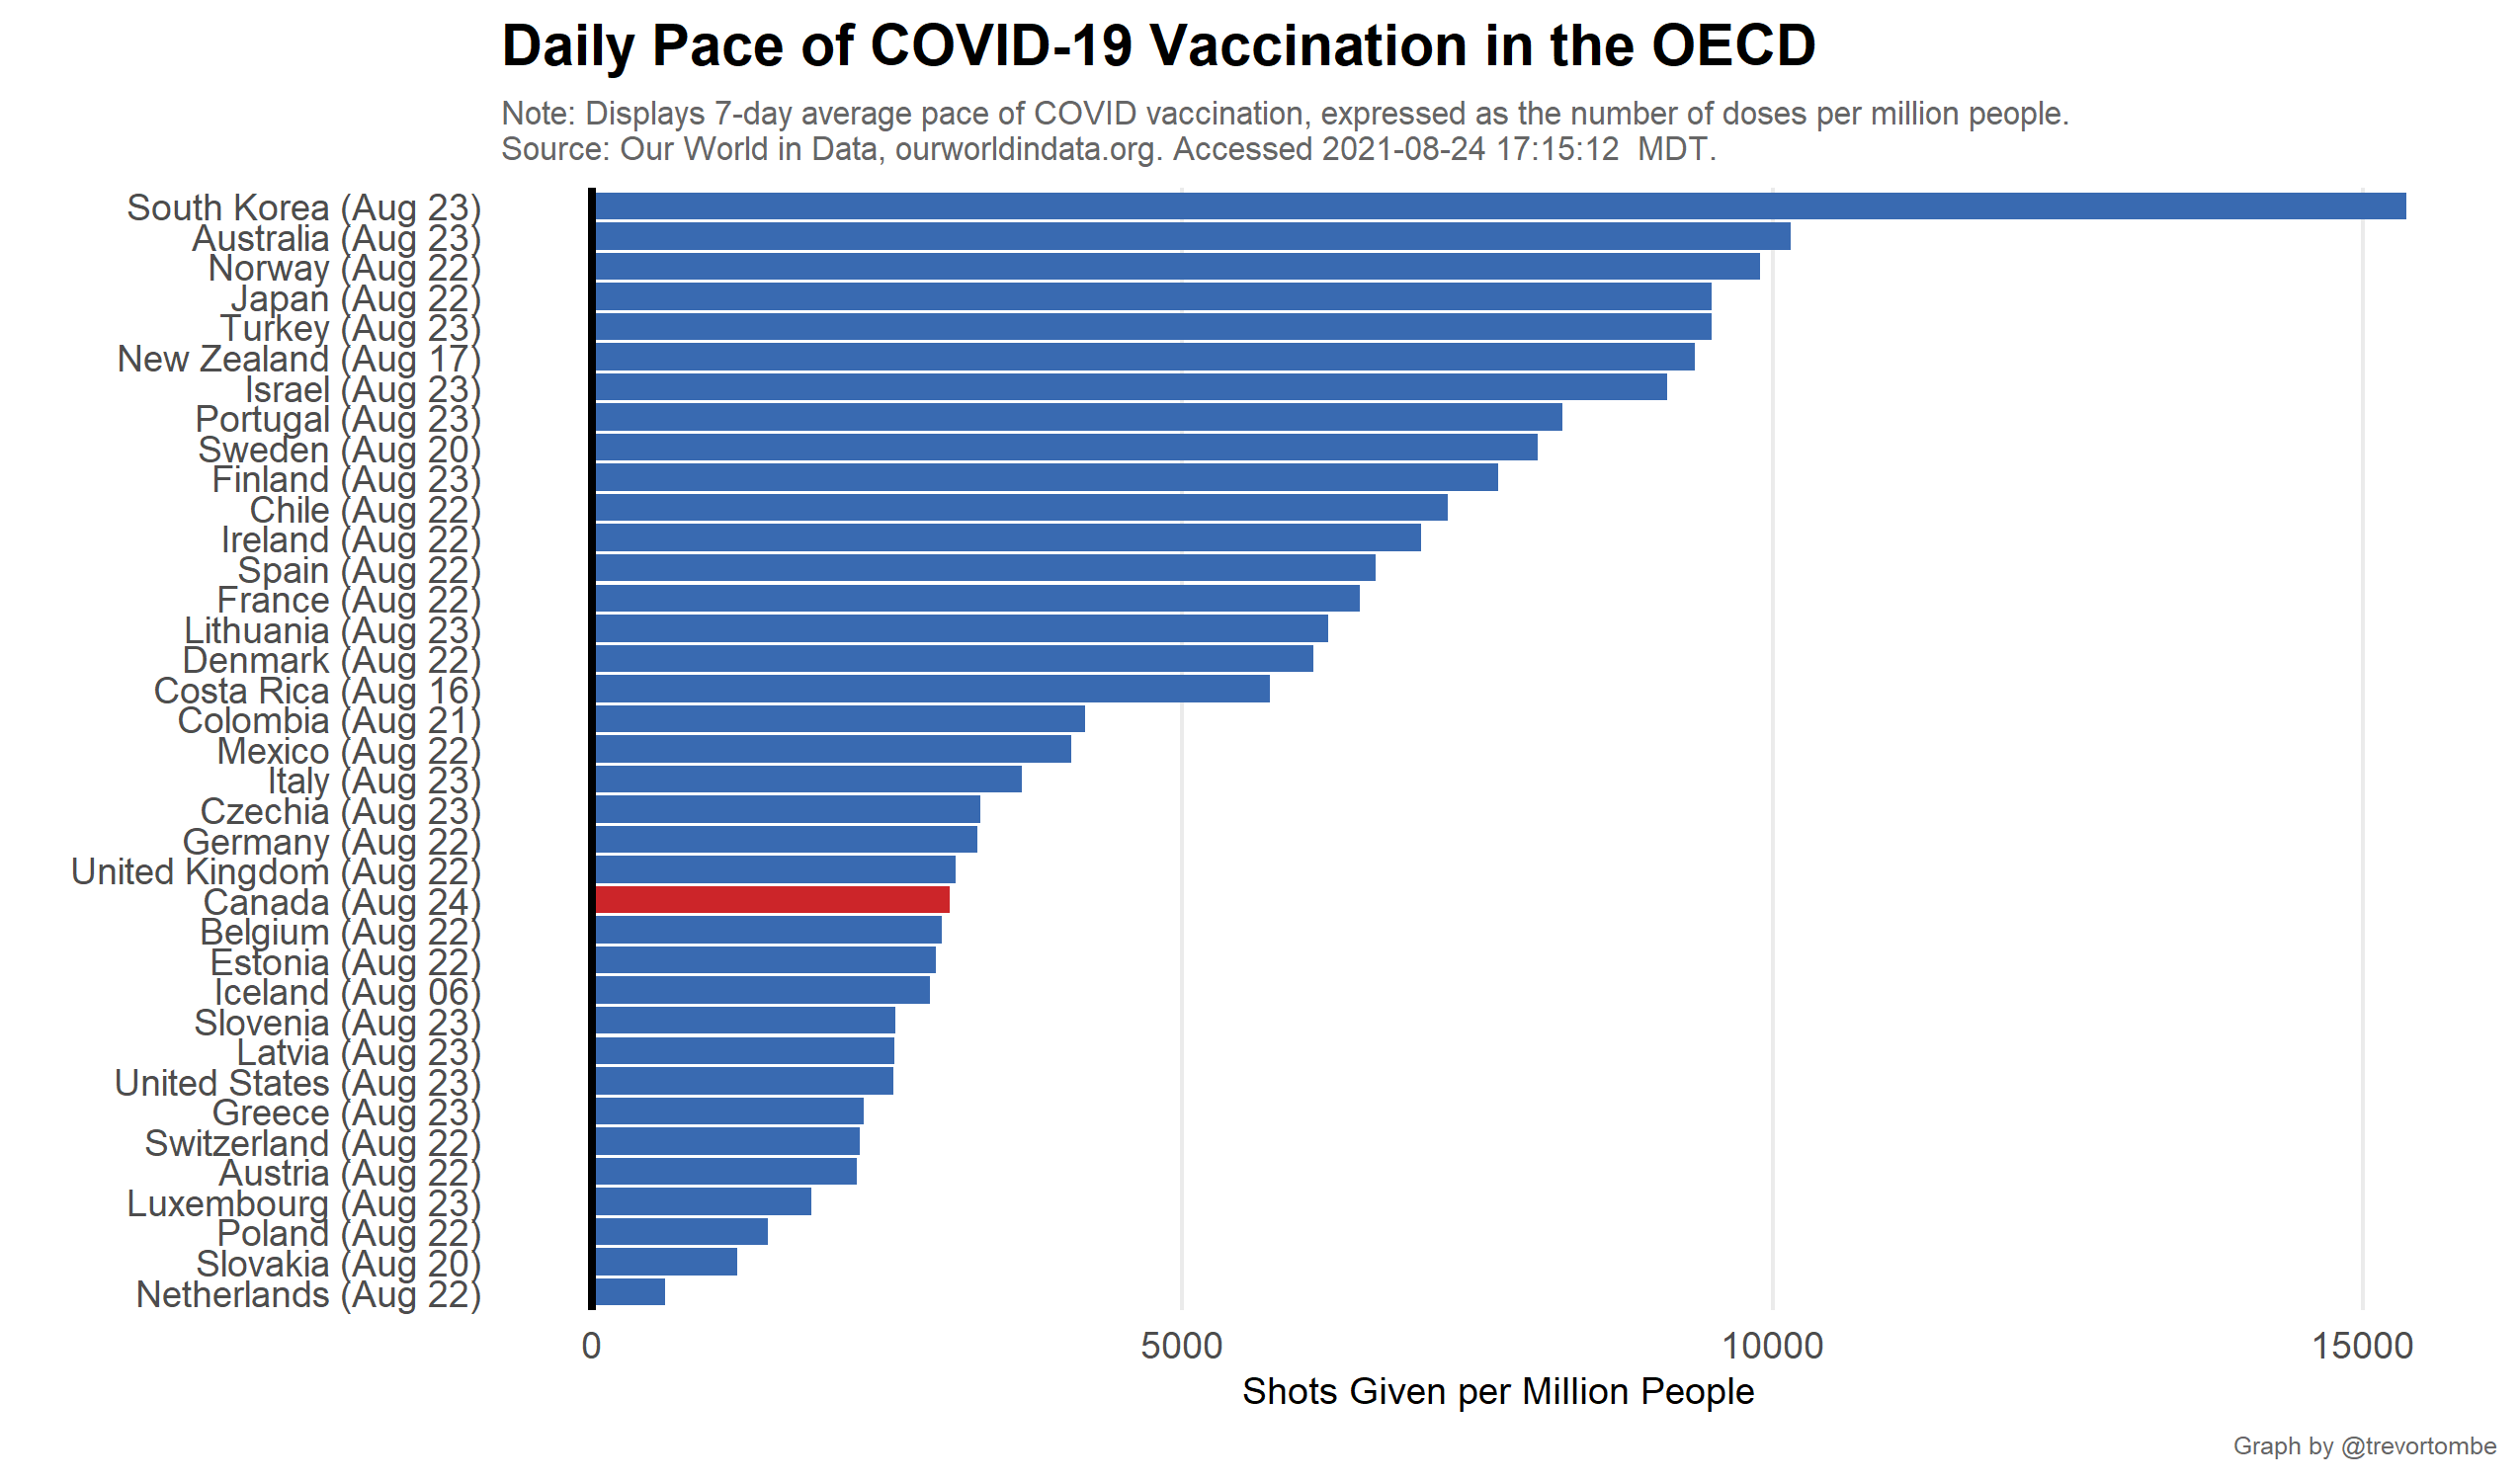 Daily Pace of COVID-19 Vaccination in the OECD
Note: Displays 7-day average pace of COVID vaccination, expressed as the number of doses per million people.
Source: Our World in Data, ourworldindata.org. Accessed 2021-08-24 17:15:12  MDT.
South Korea (Aug 23)
Australia (Aug 23)
Norway (Aug 22)
Japan (Aug 22)
Turkey (Aug 23)
New Zealand (Aug 17)
Israel (Aug 23)
Portugal (Aug 23)
Sweden (Aug 20)
Finland (Aug 23)
Chile (Aug 22)
Ireland (Aug 22)
Spain (Aug 22)
France (Aug 22)
Lithuania (Aug 23)
Denmark (Aug 22)
Costa Rica (Aug 16)
Colombia (Aug 21)
Mexico (Aug 22)
Italy (Aug 23)
Czechia (Aug 23)
Germany (Aug 22)
United Kingdom (Aug 22)
Canada (Aug 24)
Belgium (Aug 22)
Estonia (Aug 22)
Iceland (Aug 06)
Slovenia (Aug 23)
Latvia (Aug 23)
United States (Aug 23)
Greece (Aug 23)
Switzerland (Aug 22)
Austria (Aug 22)
Luxembourg (Aug 23)
Poland (Aug 22)
Slovakia (Aug 20)
Netherlands (Aug 22)
0 5000 10000 15000
Shots Given per Million People
Graph by @trevortombe